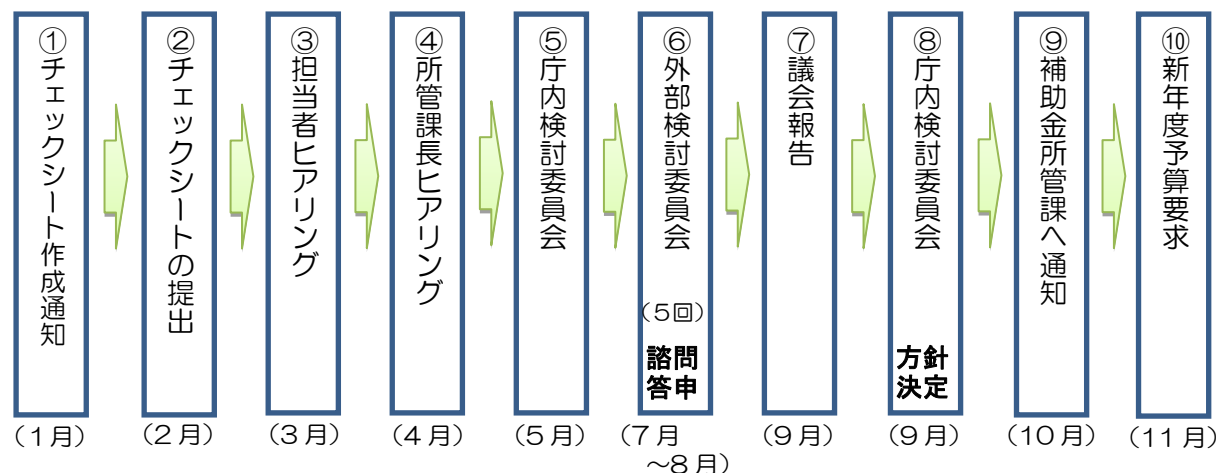 ①チェックシート作成通知
(1月)
②チェックシートの提出
(2月)
③担当者ヒアリング
(3月)
④所管課長ヒアリング
(4月)
⑤庁内検討委員会
(5月)
⑥外部検討委員会
(5回)
諮問
答申
(7月
～8月)
⑦議会報告
(9月)
⑧庁内検討委員会
方針
決定
(9月)
⑨補助金所管課へ通知
(10月)
⑩新年度予算要求
(11月)